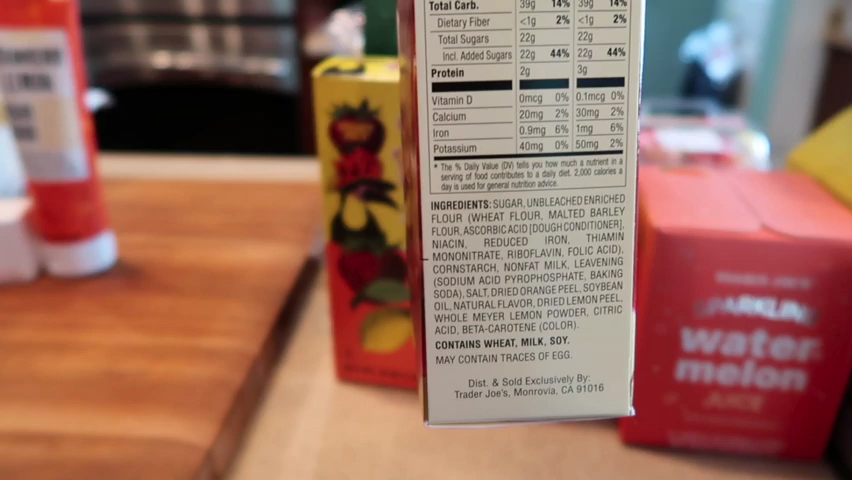 Total Carb. 39g 14% 39g 14%
Dietary Fiber <1g 2% <1g 2%
Total Sugars 22g 22g
Incl. Added Sugars 22g 44% 22g 44%
Protein 2g 3g
Vitamin D 0mcg 0% 0.1mcg 0%
Calcium 20mg 2% 30mg 2%
Iron 0.9mg 6% 1mg 6%
Potassium 40mg 0% 50mg 2%
* The % Daily Value (DV) tells you how much a nutrient in a
serving of food contributes to a daily diet. 2,000 calories a
day is used for general nutrition advice.
INGREDIENTS: SUGAR, UNBLEACHED ENRICHED
FLOUR (WHEAT FLOUR, MALTED BARLEY
FLOUR, ASCORBIC ACID [DOUGH CONDITIONER],
NIACIN, REDUCED IRON, THIAMIN
MONONITRATE, RIBOFLAVIN, FOLIC ACID),
CORNSTARCH, NONFAT MILK, LEAVENING
(SODIUM ACID PYROPHOSPHATE, BAKING
SODA), SALT, DRIED ORANGE PEEL, SOYBEAN
OIL, NATURAL FLAVOR, DRIED LEMON PEEL,
WHOLE MEYER LEMON POWDER, CITRIC
ACID, BETA-CAROTENE (COLOR).
CONTAINS WHEAT, MILK, SOY.
MAY CONTAIN TRACES OF EGG.
Dist. & Sold Exclusively By:
Trader Joe's, Monrovia, CA 91016
TRADER JOE'S
SPARKLING
water
melon
JUICE